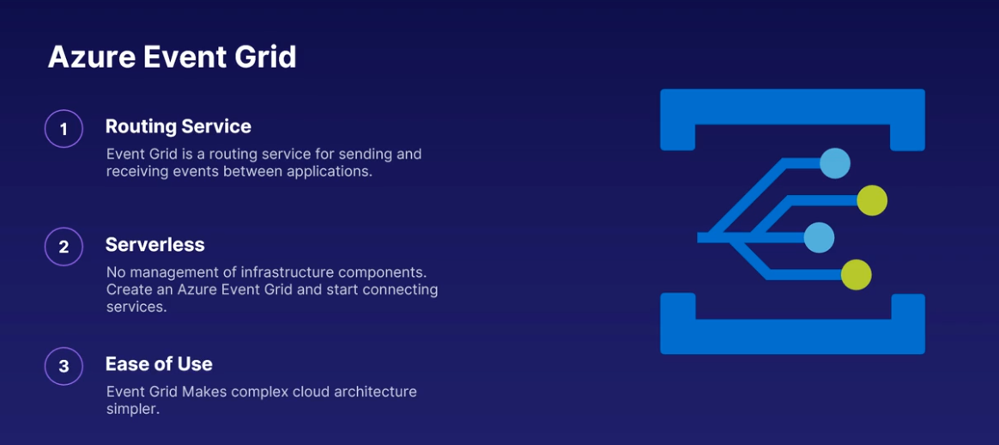 Azure Event Grid
1
Routing Service
Event Grid is a routing service for sending and
receiving events between applications.
2
Serverless
No management of infrastructure components.
Create an Azure Event Grid and start connecting
services.
3
Ease of Use
Event Grid Makes complex cloud architecture
simpler.